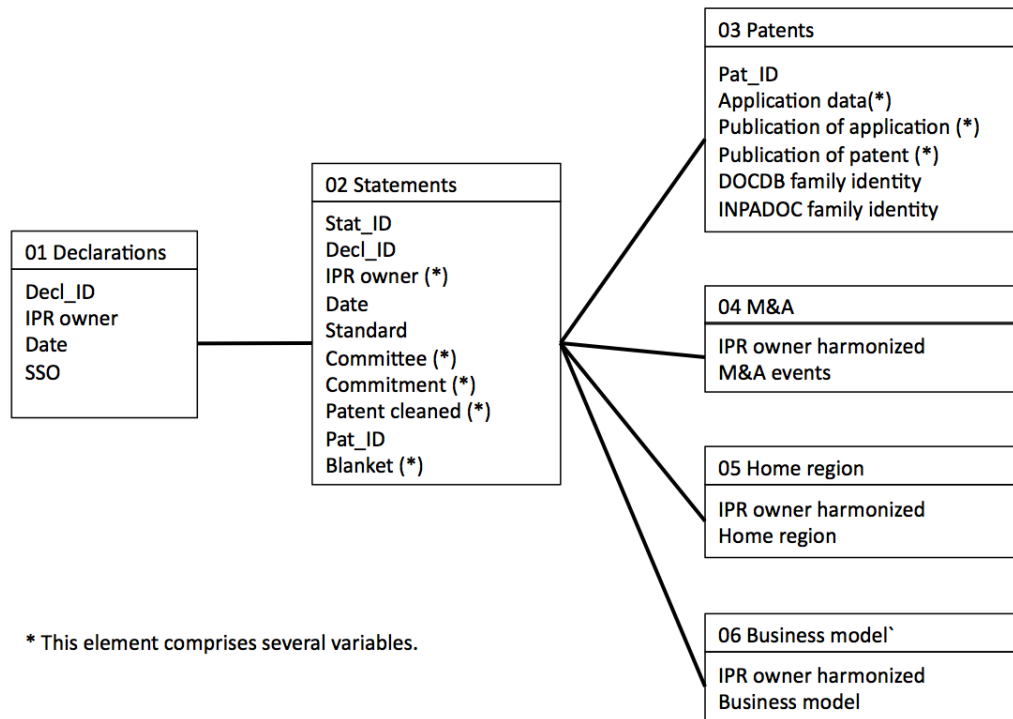 01 Declarations
Decl_ID
IPR owner
Date
SSO
02 Statements
Stat_ID
Decl_ID
IPR owner (*)
Date
Standard
Committee (*)
Commitment (*)
Patent cleaned (*)
Pat_ID
Blanket (*)
03 Patents
Pat_ID
Application data(*)
Publication of application (*)
Publication of patent (*)
DOCDB family identity
INPADOC family identity
04 M&A
IPR owner harmonized
M&A events
05 Home region
IPR owner harmonized
Home region
06 Business model`
IPR owner harmonized
Business model
* This element comprises several variables.